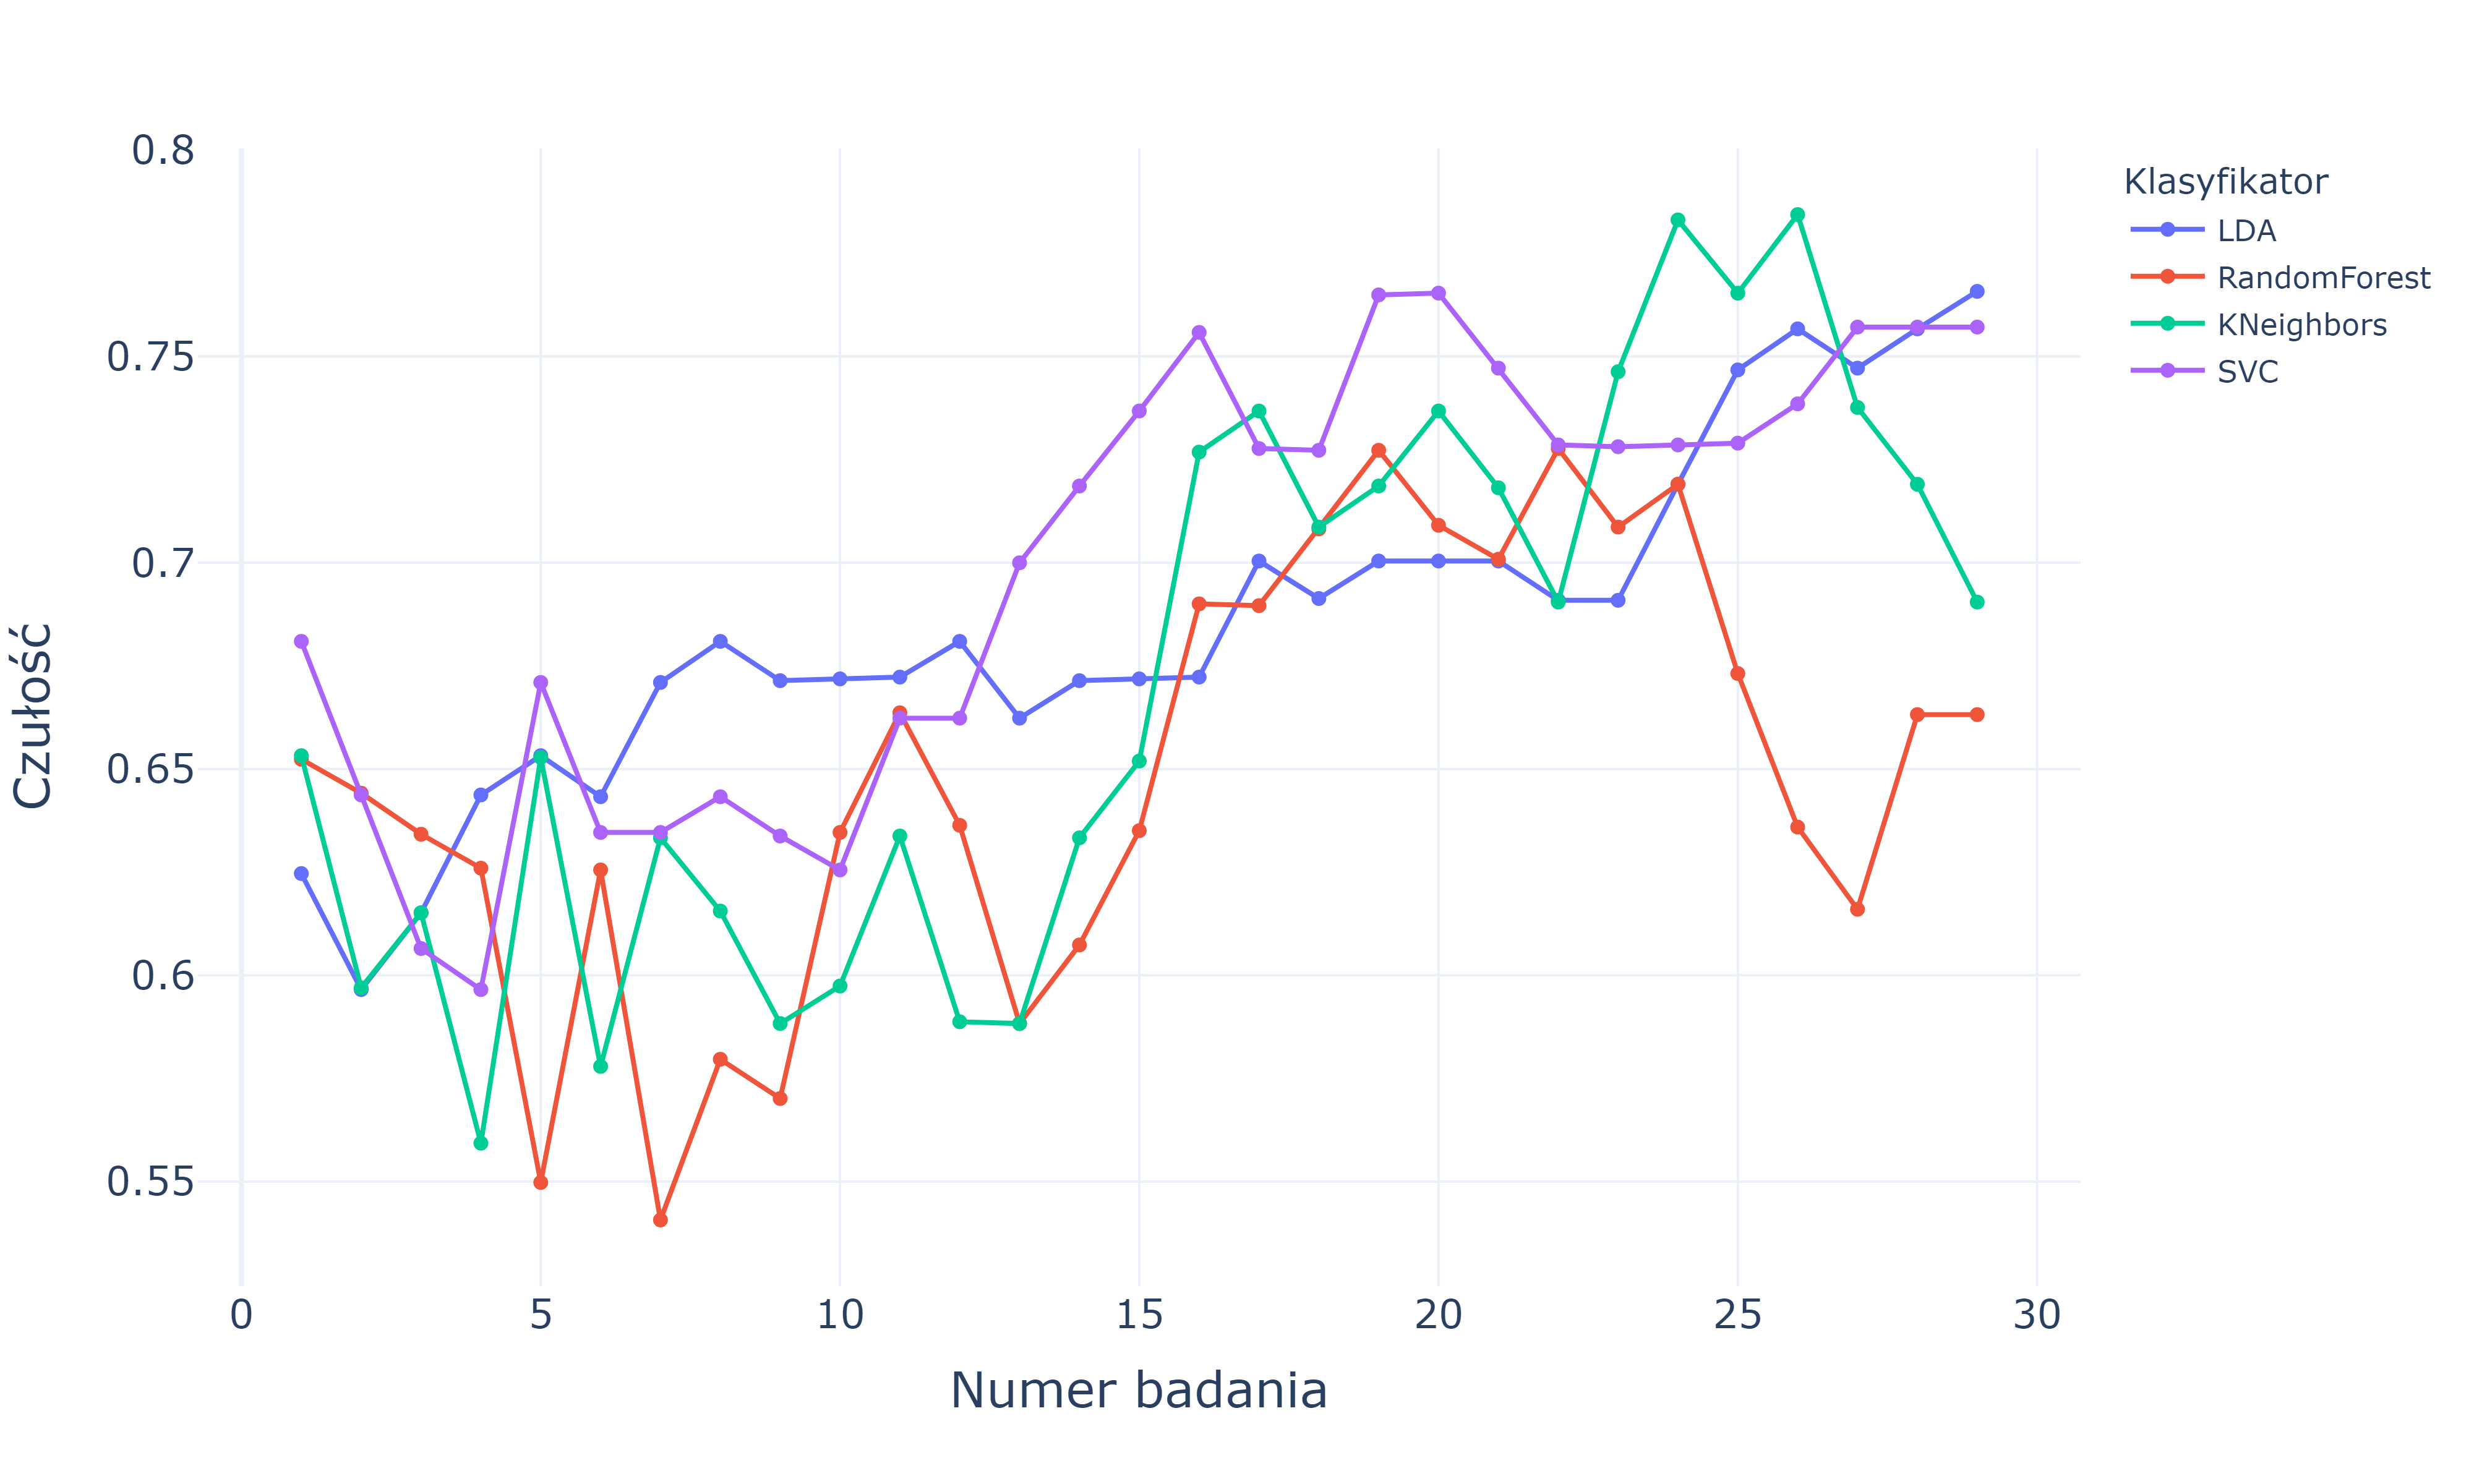 0.8
0.75
0.7
0.65
0.6
0.55
Czułość
0 5 10 15 20 25 30
Numer badania
Klasyfikator
LDA
RandomForest
KNeighbors
SVC